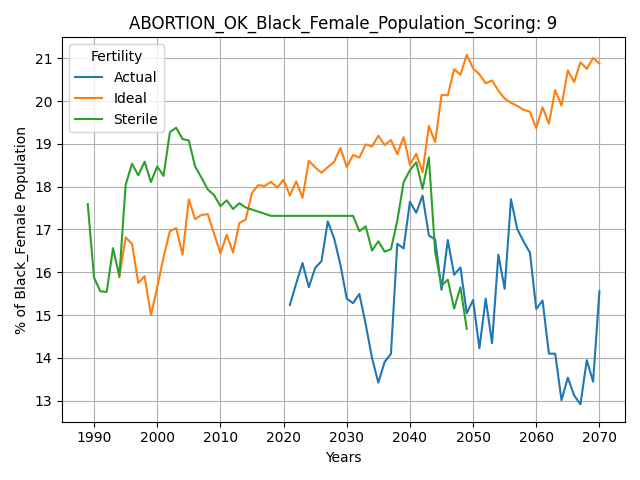 ABORTION_OK_Black_Female_Population_Scoring: 9
Fertility
Actual
Ideal
Sterile
% of Black_Female Population
21
20
19
18
17
16
15
14
13
1990 2000 2010 2020 2030 2040 2050 2060 2070
Years